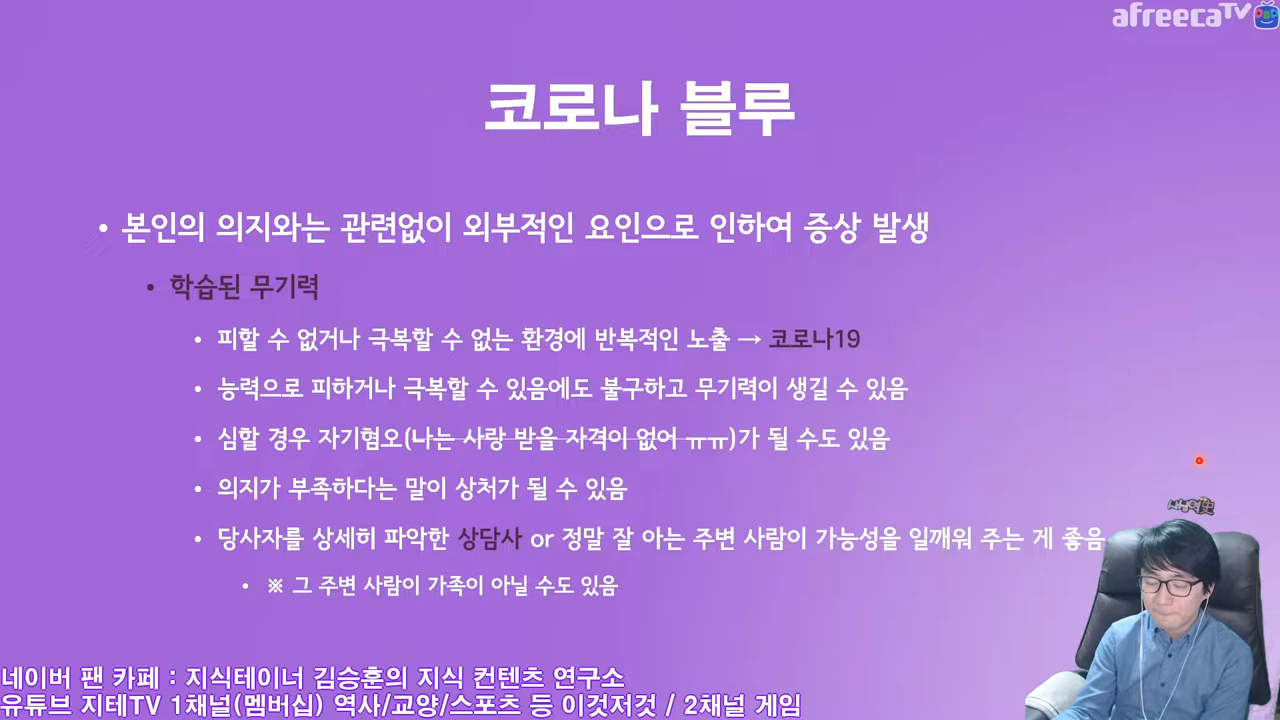 afreecaTV
코로나 블루
• 본인의 의지와는 관련없이 외부적인 요인으로 인하여 증상 발생
• 학습된 무기력
• 피할 수 없거나 극복할 수 없는 환경에 반복적인 노출 → 코로나19
• 능력으로 피하거나 극복할 수 있음에도 불구하고 무기력이 생길 수 있음
• 심할 경우 자기혐오(나는 사랑 받을 자격이 없어 ㅠㅠ)가 될 수도 있음
• 의지가 부족하다는 말이 상처가 될 수 있음
• 당사자를 상세히 파악한 상담사 or 정말 잘 아는 주변 사람이 가능성을 일깨워 주는 게 좋음
• ※ 그 주변 사람이 가족이 아닐 수도 있음
네이버 팬 카페 : 지식테이너 김승훈의 지식 컨텐츠 연구소
유튜브 지테TV 1채널(멤버십) 역사/교양/스포츠 등 이것저것 / 2채널 게임